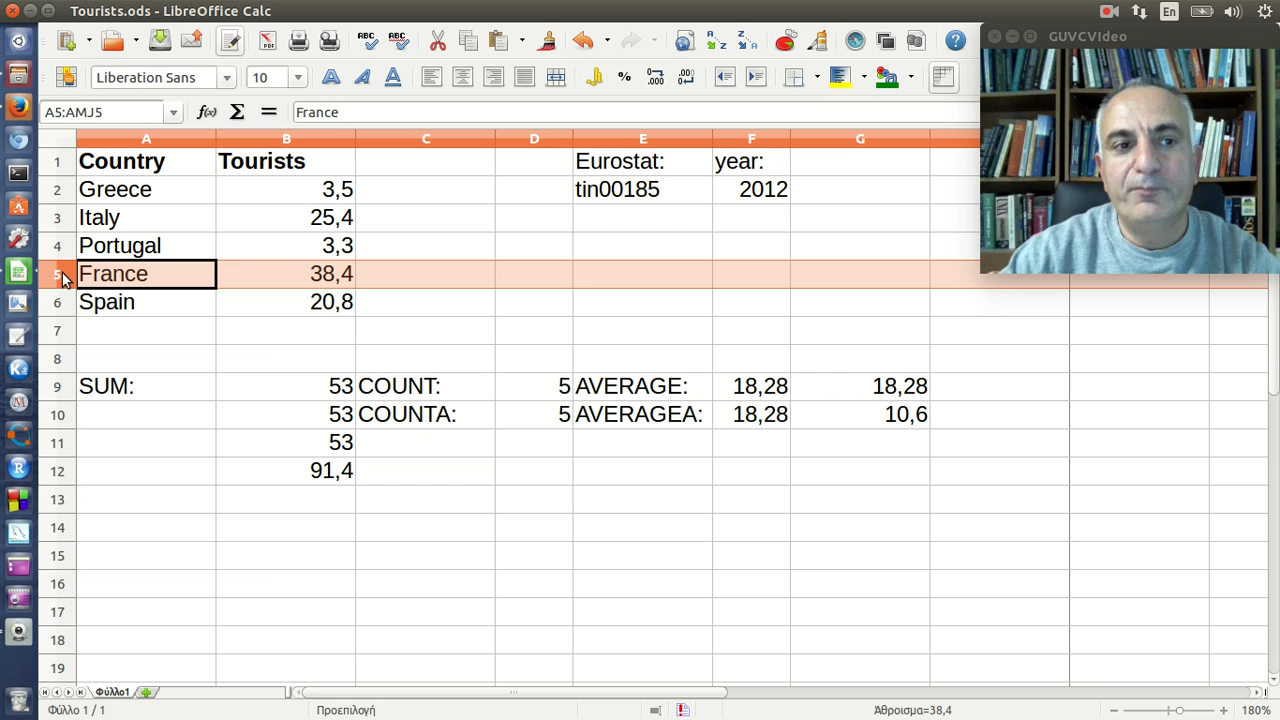 Tourists.ods - LibreOffice Calc
En
GUVCVIdeo
Liberation Sans
10
A5:AMJ5
France
A B C D E F G
1 Country Tourists Eurostat: year:
2 Greece 3,5 tin00185 2012
3 Italy 25,4
4 Portugal 3,3
5 France 38,4
6 Spain 20,8
7
8
9 SUM: 53 COUNT: 5 AVERAGE: 18,28 18,28
10 53 COUNTA: 5 AVERAGEA: 18,28 10,6
11 53
12 91,4
13
14
15
16
17
18
19
Φύλλο1
Φύλλο 1 / 1 Προεπιλογή Άθροισμα=38,4 180%